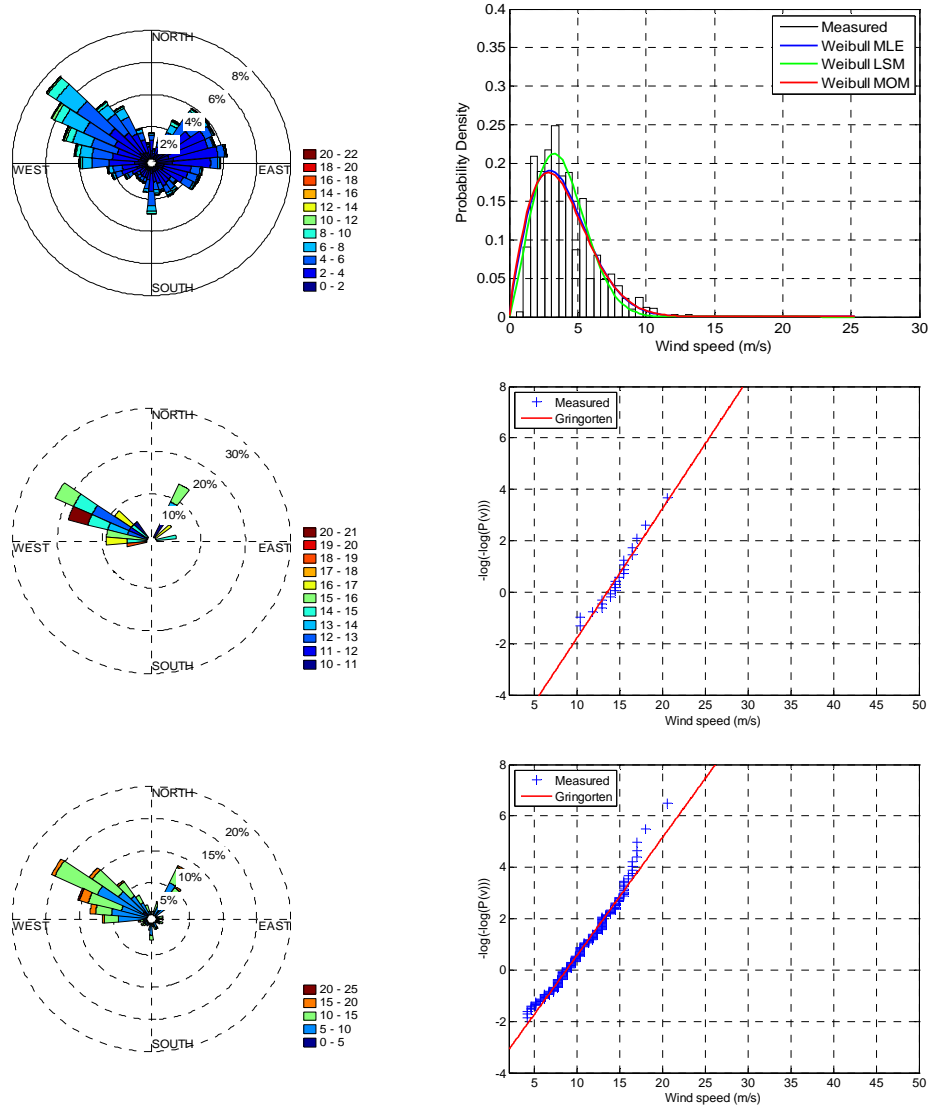 NORTH
8%
6%
4%
2%
WEST
EAST
SOUTH
20 - 22
18 - 20
16 - 18
14 - 16
12 - 14
10 - 12
8 - 10
6 - 8
4 - 6
2 - 4
0 - 2
0.4
0.35
0.3
0.25
0.2
0.15
0.1
0.05
0
Probability Density
Measured
Weibull MLE
Weibull LSM
Weibull MOM
0 5 10 15 20 25 30
Wind speed (m/s)
NORTH
30%
20%
10%
WEST
EAST
SOUTH
20 - 21
19 - 20
18 - 19
17 - 18
16 - 17
15 - 16
14 - 15
13 - 14
12 - 13
11 - 12
10 - 11
8
6
4
2
0
-2
-4
-log(-log(P(v)))
Measured
Gringorten
5 10 15 20 25 30 35 40 45 50
Wind speed (m/s)
NORTH
20%
15%
10%
5%
WEST
EAST
SOUTH
20 - 25
15 - 20
10 - 15
5 - 10
0 - 5
8
6
4
2
0
-2
-4
-log(-log(P(v)))
Measured
Gringorten
5 10 15 20 25 30 35 40 45 50
Wind speed (m/s)